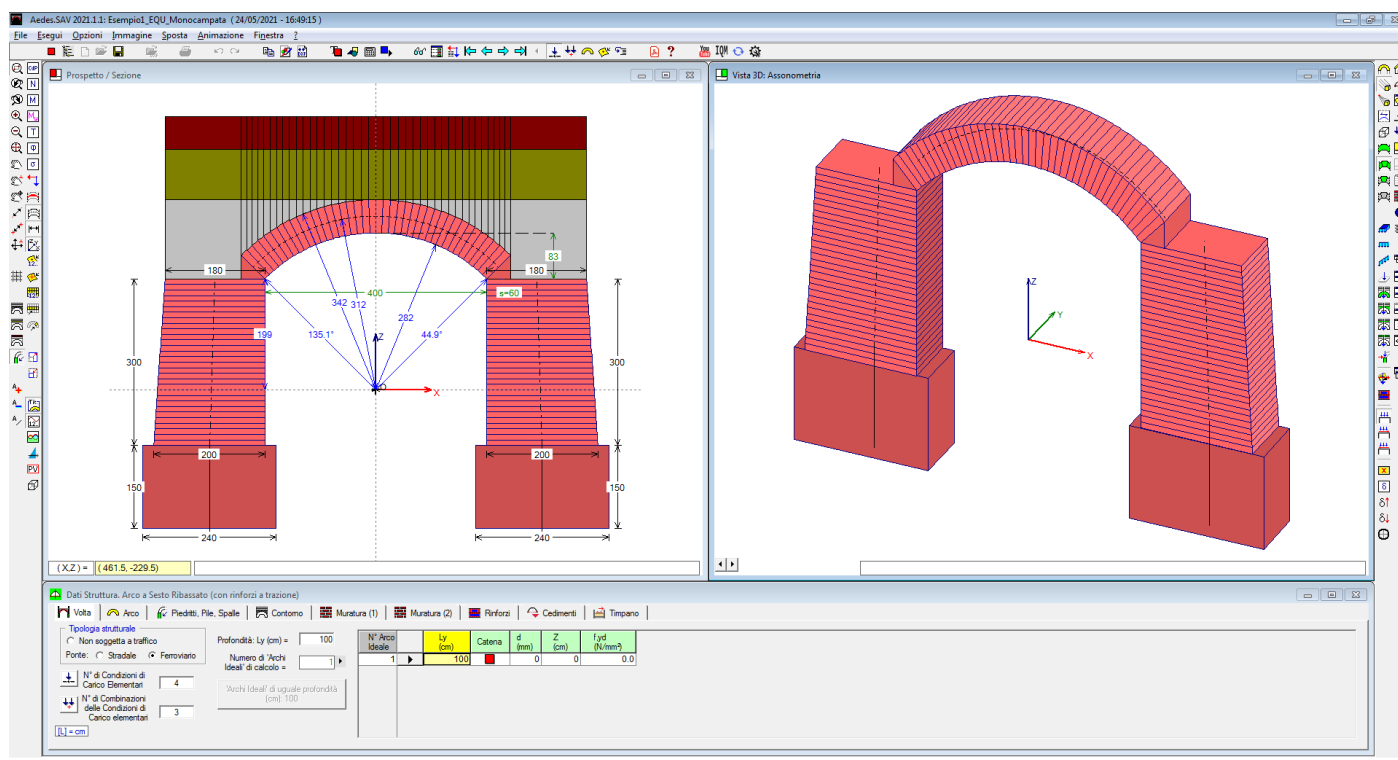 Aedes.SAV 2021.1.1: Esempio1_EQU_Monocampata ( 24/05/2021 - 16:49:15 )
File Esegui Opzioni Immagine Sposta Animazione Finestra ?
IQM
Prospetto / Sezione
Vista 3D: Assonometria
N
M
T
φ
σ
PV
A
A
A
180
180
83
400
s=60
342
312
282
199
135.1°
44.9°
Z
X
300
300
200
200
150
150
240
240
Z
Y
X
(X,Z) = ( 461.5, -229.5)
X
δ
δ↑
δ↓
Dati Struttura. Arco a Sesto Ribassato (con rinforzi a trazione)
Volta Arco Piedritti, Pile, Spalle Contorno Muratura (1) Muratura (2) Rinforzi Cedimenti Timpano
Tipologia strutturale
Non soggetta a traffico
Ponte: Stradale Ferroviario
N° di Condizioni di
Carico Elementari
4
N° di Combinazioni
delle Condizioni di
Carico elementari
3
[L] = cm
Profondità: Ly (cm) = 100
Numero di 'Archi
Ideali' di calcolo =
1
'Archi Ideali' di uguale profondità
(cm): 100
N° Arco
Ideale
Ly
(cm)
Catena
d
(mm)
Z
(cm)
f,yd
(N/mm²)
1 100 0 0 0.0